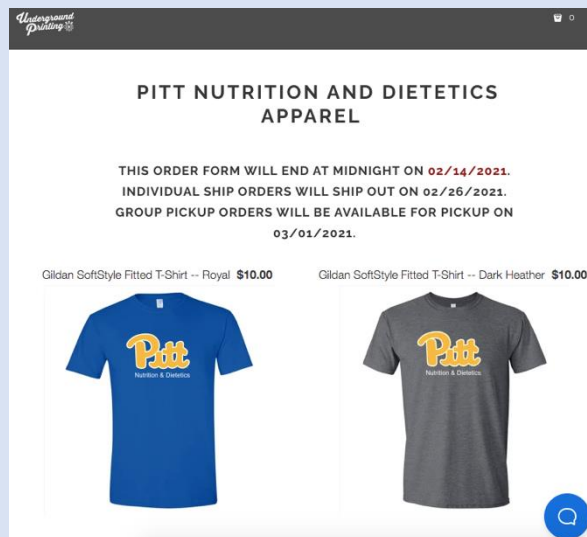 Underground
Printing
0
PITT NUTRITION AND DIETETICS
APPAREL
THIS ORDER FORM WILL END AT MIDNIGHT ON 02/14/2021.
INDIVIDUAL SHIP ORDERS WILL SHIP OUT ON 02/26/2021.
GROUP PICKUP ORDERS WILL BE AVAILABLE FOR PICKUP ON
03/01/2021.
Gildan SoftStyle Fitted T-Shirt -- Royal $10.00
Gildan SoftStyle Fitted T-Shirt -- Dark Heather $10.00
Pitt
Nutrition & Dietetics
Pitt
Nutrition & Dietetics